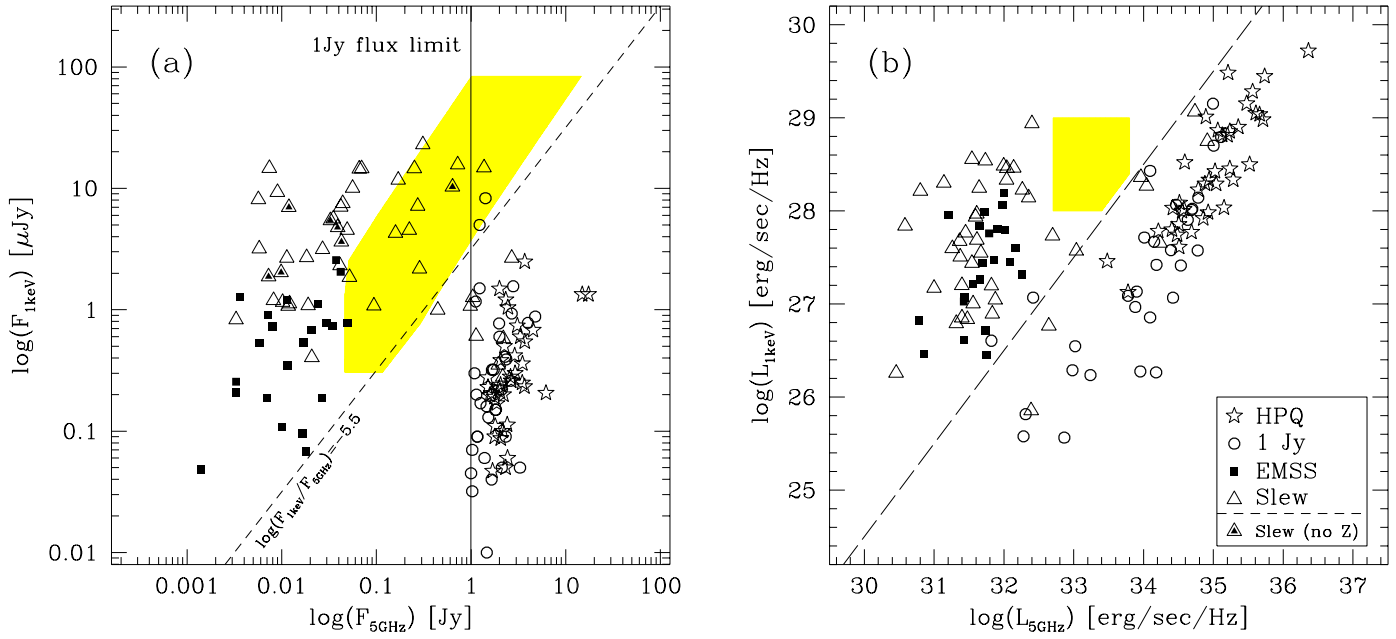 (a)
1Jy flux limit
100
10
1
0.1
0.01
log(F1keV) [μJy]
log(F1keV/F5GHz)=-5.5
0.001
0.01
0.1
1
10
100
log(F5GHz) [Jy]
(b)
30
29
28
27
26
25
log(L1keV) [erg/sec/Hz]
HPQ
1 Jy
EMSS
Slew
Slew (no Z)
30
31
32
33
34
35
36
37
log(L5GHz) [erg/sec/Hz]